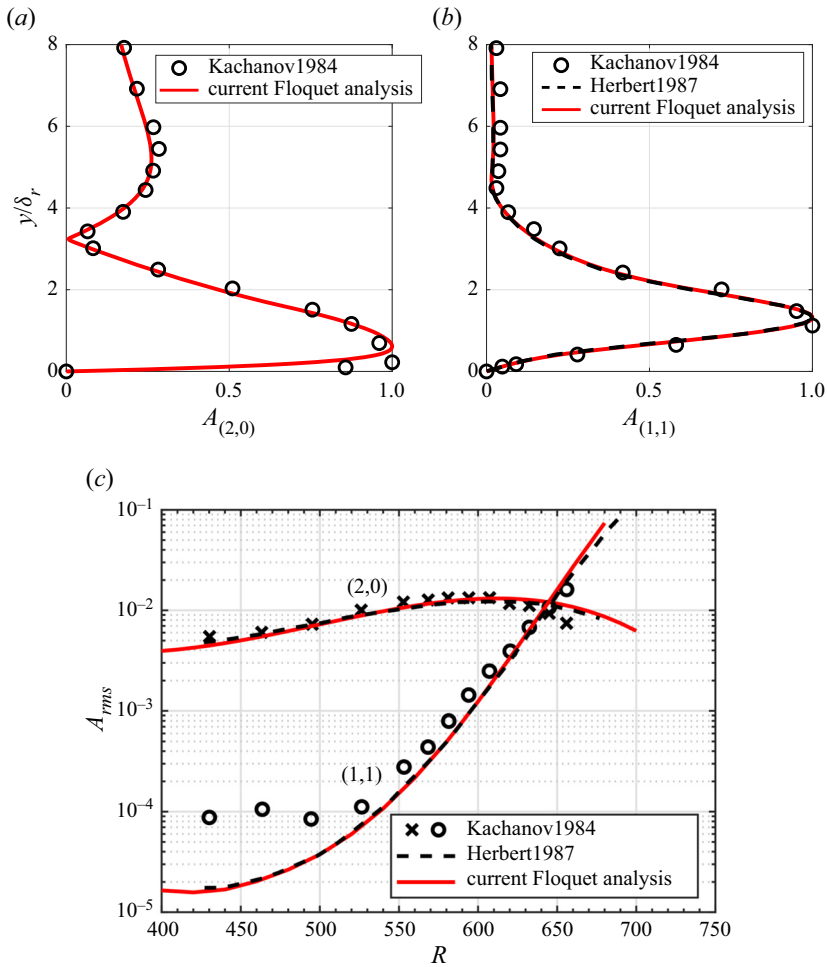 (a)
8
6
4
2
0
y/δr
0
0.5
1.0
A(2,0)
Kachanov1984
current Floquet analysis
(b)
8
6
4
2
0
0
0.5
1.0
A(1,1)
Kachanov1984
Herbert1987
current Floquet analysis
(c)
10–1
10–2
10–3
10–4
10–5
Arms
(2,0)
(1,1)
Kachanov1984
Herbert1987
current Floquet analysis
400
450
500
550
600
650
700
750
R